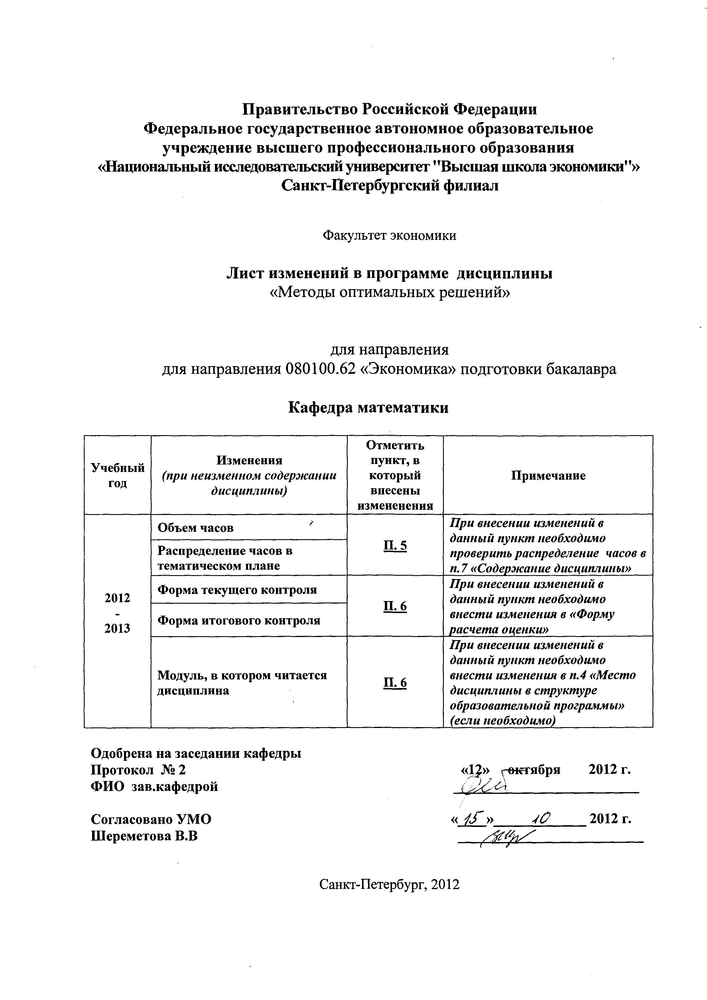 Правительство Российской Федерации
Федеральное государственное автономное образовательное
учреждение высшего профессионального образования
«Национальный исследовательский университет "Высшая школа экономики"»
Санкт-Петербургский филиал
Факультет экономики
Лист изменений в программе дисциплины
«Методы оптимальных решений»
для направления
для направления 080100.62 «Экономика» подготовки бакалавра
Кафедра математики
Учебный
год
Изменения
(при неизменном содержании
дисциплины)
Отметить
пункт, в
который
внесены
измененения
Примечание
2012
-
2013
Объем часов
Распределение часов в
тематическом плане
П. 5
При внесении изменений в
данный пункт необходимо
проверить распределение часов в
п.7 «Содержание дисциплины»
Форма текущего контроля
Форма итогового контроля
П. 6
При внесении изменений в
данный пункт необходимо
внести изменения в «Форму
расчета оценки»
Модуль, в котором читается
дисциплина
П. 6
При внесении изменений в
данный пункт необходимо
внести изменения в п.4 «Место
дисциплины в структуре
образовательной программы»
(если необходимо)
Одобрена на заседании кафедры
Протокол № 2 «12» октября 2012 г.
ФИО зав.кафедрой
Согласовано УМО «15» 10 2012 г.
Шереметова В.В
Санкт-Петербург, 2012